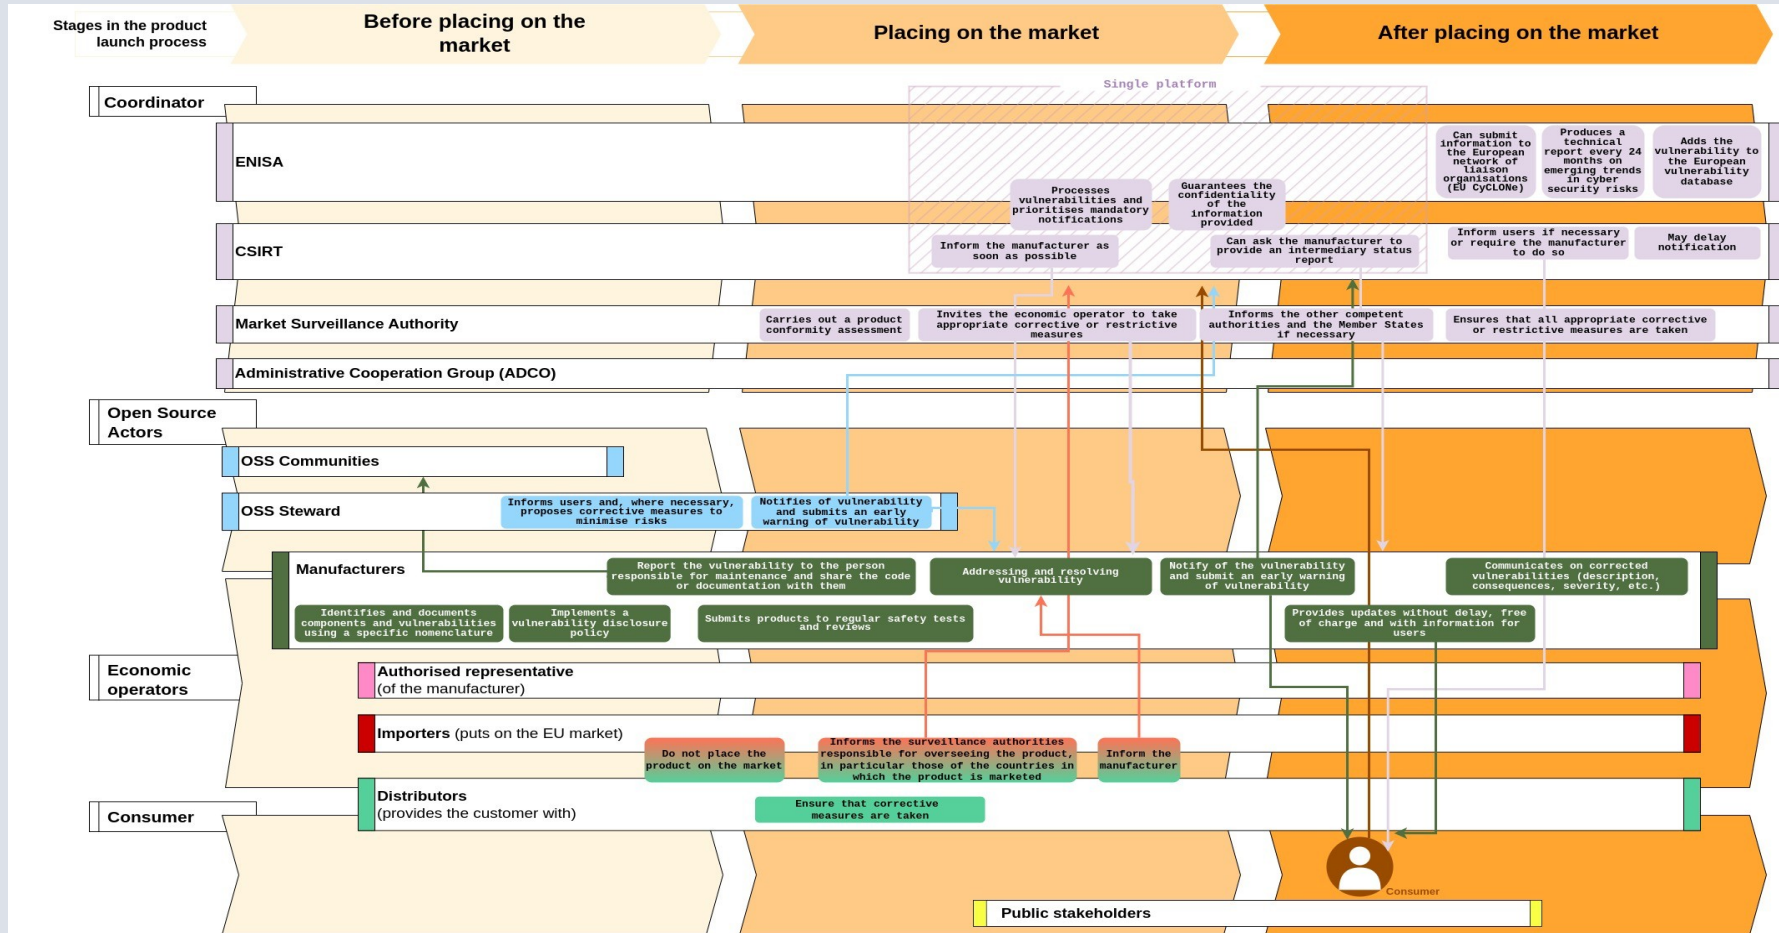 Stages in the product
launch process
Before placing on the
market
Placing on the market
After placing on the market
Single platform
Coordinator
ENISA
Can submit
information to
the European
network of
liaison
organisations
(EU CyCLONe)
Produces a
technical
report every 24
months on
emerging trends
in cyber
security risks
Adds the
vulnerability to
the European
vulnerability
database
Processes
vulnerabilities and
prioritises mandatory
notifications
Guarantees the
confidentiality
of the
information
provided
CSIRT
Inform the manufacturer as
soon as possible
Can ask the manufacturer to
provide an intermediary status
report
Inform users if necessary
or require the manufacturer
to do so
May delay
notification
Market Surveillance Authority
Carries out a product
conformity assessment
Invites the economic operator to take
appropriate corrective or restrictive
measures
Informs the other competent
authorities and the Member States
if necessary
Ensures that all appropriate corrective
or restrictive measures are taken
Administrative Cooperation Group (ADCO)
Open Source
Actors
OSS Communities
OSS Steward
Informs users and, where necessary,
proposes corrective measures to
minimise risks
Notifies of vulnerability
and submits an early
warning of vulnerability
Manufacturers
Report the vulnerability to the person
responsible for maintenance and share the code
or documentation with them
Addressing and resolving
vulnerability
Notify of the vulnerability
and submit an early warning
of vulnerability
Communicates on corrected
vulnerabilities (description,
consequences, severity, etc.)
Identifies and documents
components and vulnerabilities
using a specific nomenclature
Implements a
vulnerability disclosure
policy
Submits products to regular safety tests
and reviews
Provides updates without delay, free
of charge and with information for
users
Economic
operators
Authorised representative
(of the manufacturer)
Importers (puts on the EU market)
Do not place the
product on the market
Informs the surveillance authorities
responsible for overseeing the product,
in particular those of the countries in
which the product is marketed
Inform the
manufacturer
Distributors
(provides the customer with)
Ensure that corrective
measures are taken
Consumer
Consumer
Public stakeholders